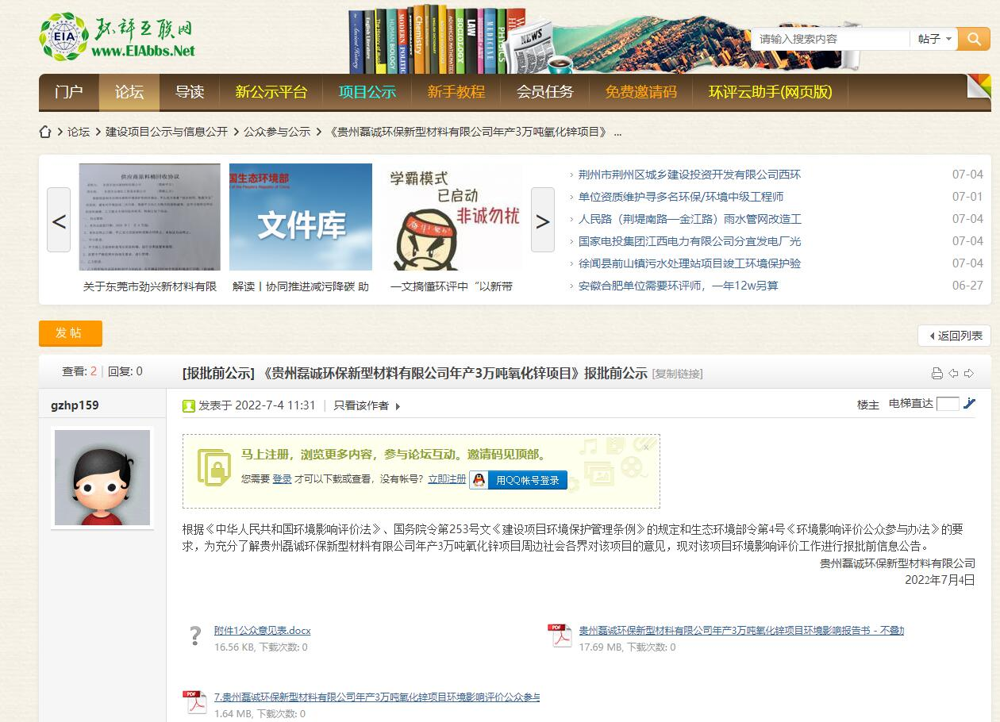 EIA
环评互联网
www.EIAbbs.Net
Ancient History
English Literature
The History of Music
HUMAN BIOLOGY
MODERN POLITICS
Chemistry
ENGLISH DICTIONARY
ADVANCED MATHEMATICS
SOCIOLOGY
LAW
MEDICINE
PHYSICS
NEWS
请输入搜索内容
帖子
门户
论坛
导读
新公示平台
项目公示
新手教程
会员任务
免费邀请码
环评云助手(网页版)
论坛 建设项目公示与信息公开 公众参与公示 《贵州磊诚环保新型材料有限公司年产3万吨氧化锌项目》 ...
供应商原料桶回收协议
国生态环境部
文件库
学霸模式
已启动
非诚勿扰
奋斗!
<
>
关于东莞市劲兴新材料有限
解读丨协同推进减污降碳 助
一文搞懂环评中“以新带
荆州市荆州区城乡建设投资开发有限公司西环 07-04
单位资质维护寻多名环保/环境中级工程师 07-01
人民路（荆堤南路—金江路）雨水管网改造工 07-04
国家电投集团江西电力有限公司分宜发电厂光 07-04
徐闻县前山镇污水处理站项目竣工环境保护验 07-04
安徽合肥单位需要环评师，一年12w另算 06-27
发帖
返回列表
查看: 2 | 回复: 0
[报批前公示] 《贵州磊诚环保新型材料有限公司年产3万吨氧化锌项目》报批前公示 [复制链接]
gzhp159
发表于 2022-7-4 11:31 | 只看该作者
楼主 电梯直达
马上注册，浏览更多内容，参与论坛互动。邀请码见顶部。
您需要 登录 才可以下载或查看，没有帐号？立即注册 用QQ帐号登录
x
根据《中华人民共和国环境影响评价法》、国务院令第253号文《建设项目环境保护管理条例》的规定和生态环境部令第4号《环境影响评价公众参与办法》的要
求，为充分了解贵州磊诚环保新型材料有限公司年产3万吨氧化锌项目周边社会各界对该项目的意见，现对该项目环境影响评价工作进行报批前信息公告。
贵州磊诚环保新型材料有限公司
2022年7月4日
附件1公众意见表.docx
16.56 KB, 下载次数: 0
PDF
贵州磊诚环保新型材料有限公司年产3万吨氧化锌项目环境影响报告书 - 不叠加
17.69 MB, 下载次数: 0
PDF
7.贵州磊诚环保新型材料有限公司年产3万吨氧化锌项目环境影响评价公众参与
1.64 MB, 下载次数: 0